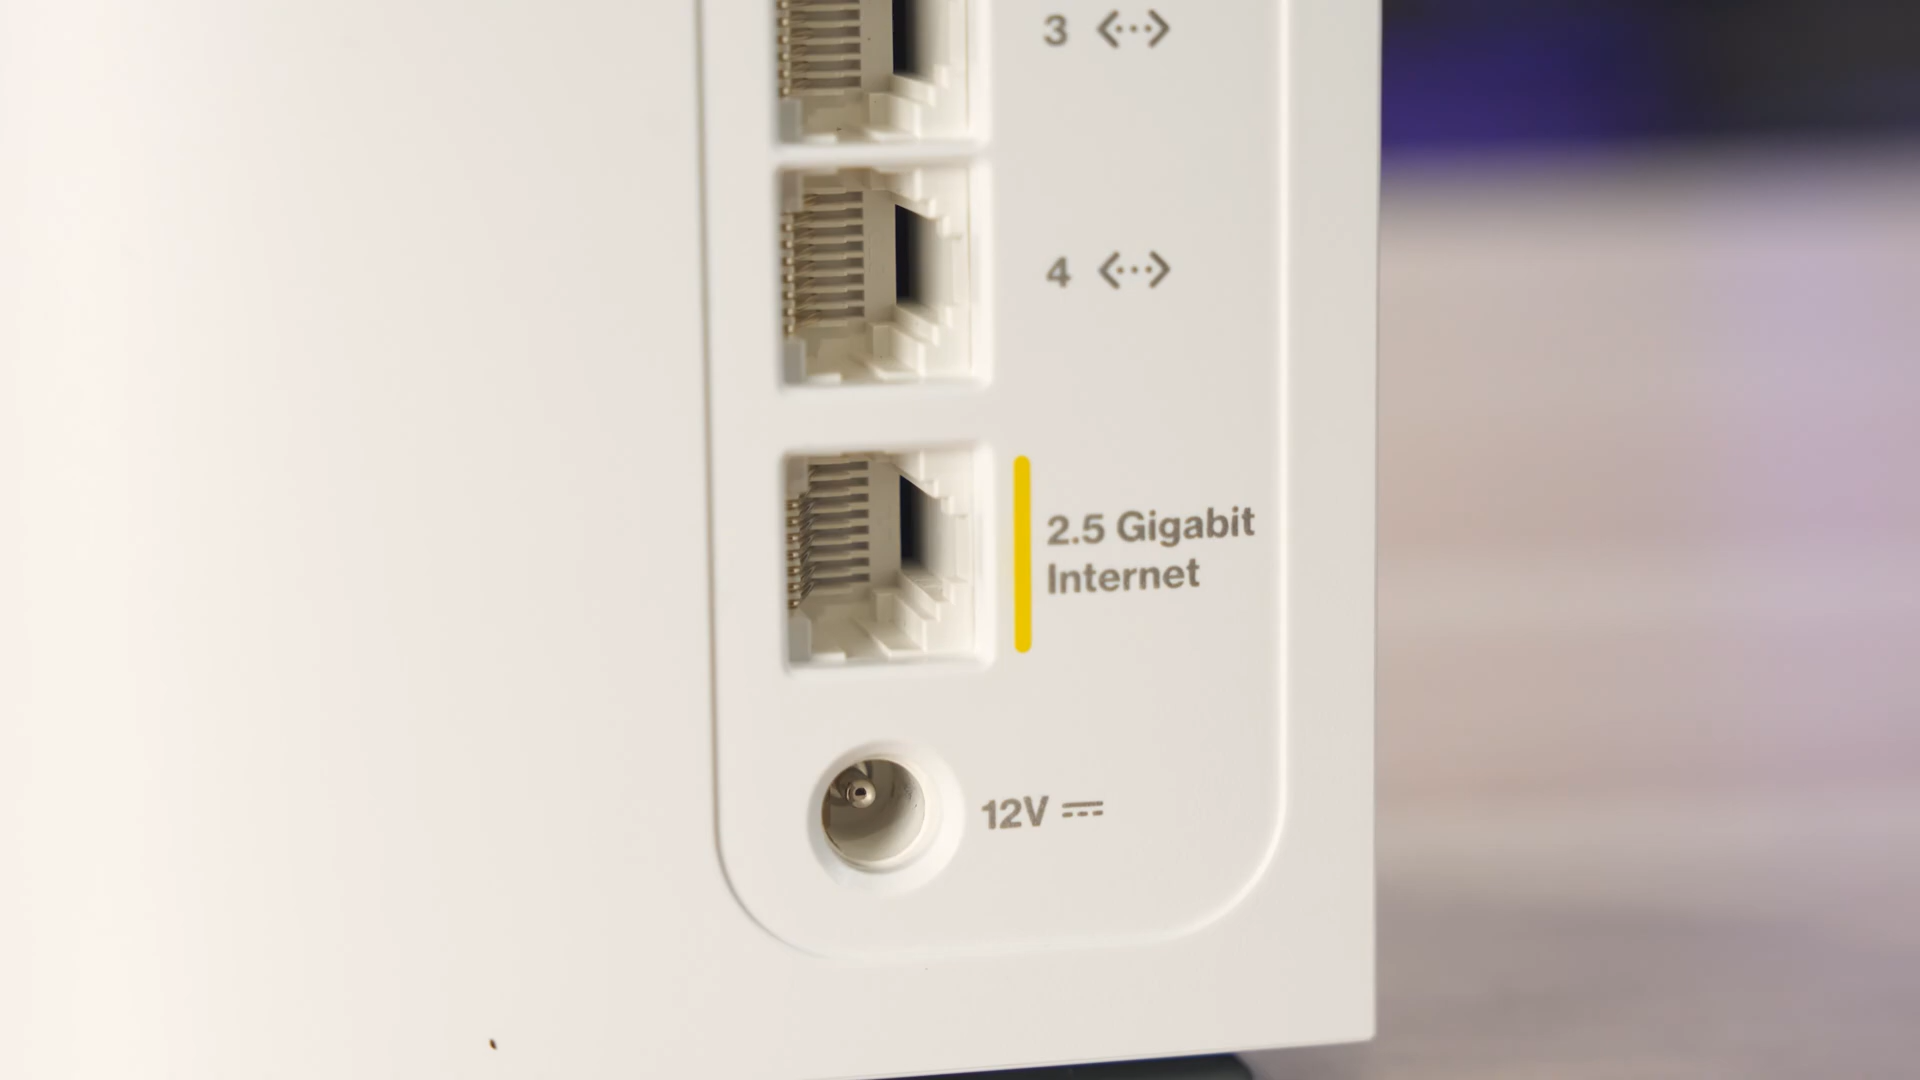 3 <···>
4 <···>
2.5 Gigabit
Internet
12V ⎓